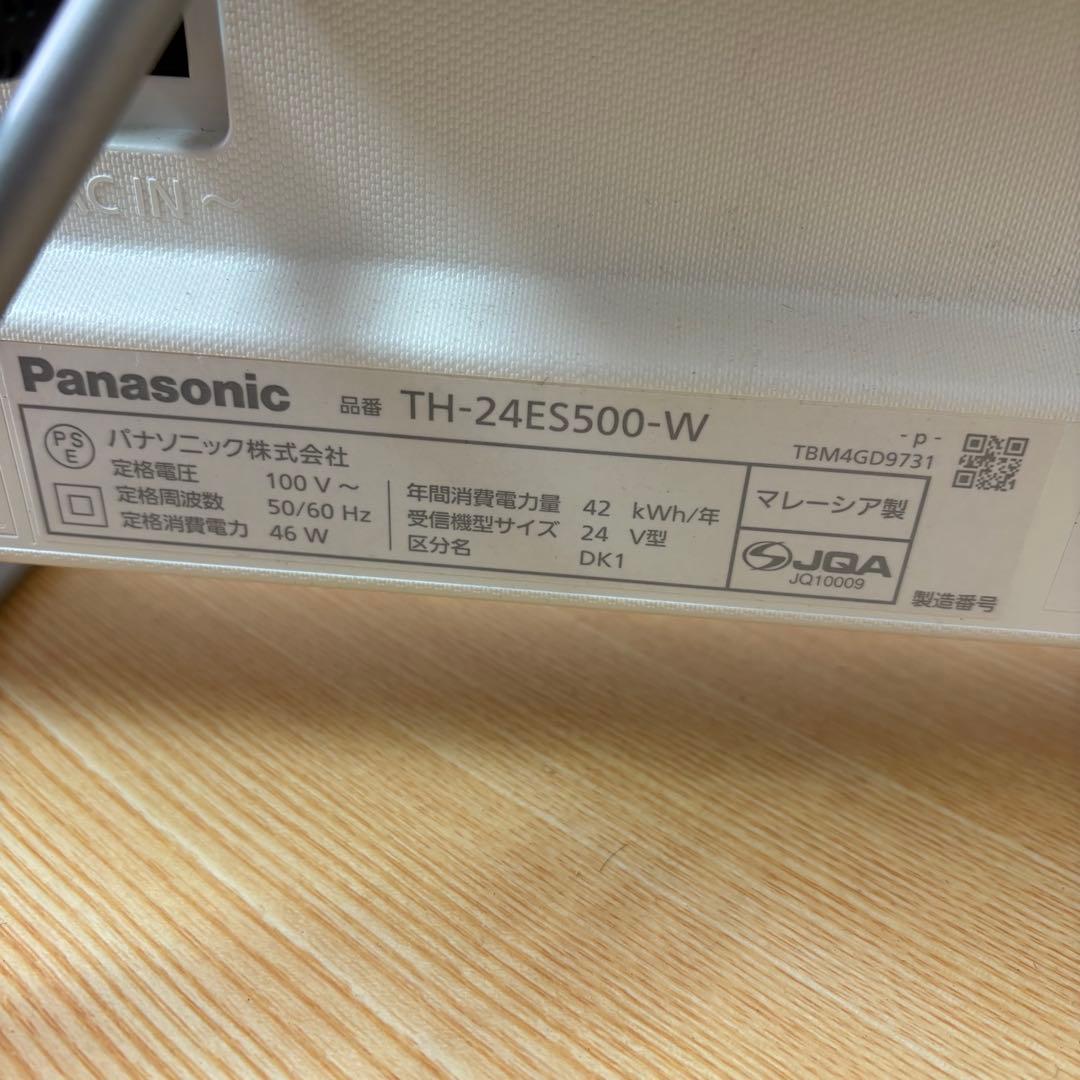 AC IN ~
Panasonic 品番 TH-24ES500-W
- p -
TBM4GD9731
PS
E
パナソニック株式会社
定格電圧 100 V ~
定格周波数 50/60 Hz
定格消費電力 46 W
年間消費電力量 42 kWh/年
受信機型サイズ 24 V型
区分名 DK1
マレーシア製
JQA
JQ10009
製造番号